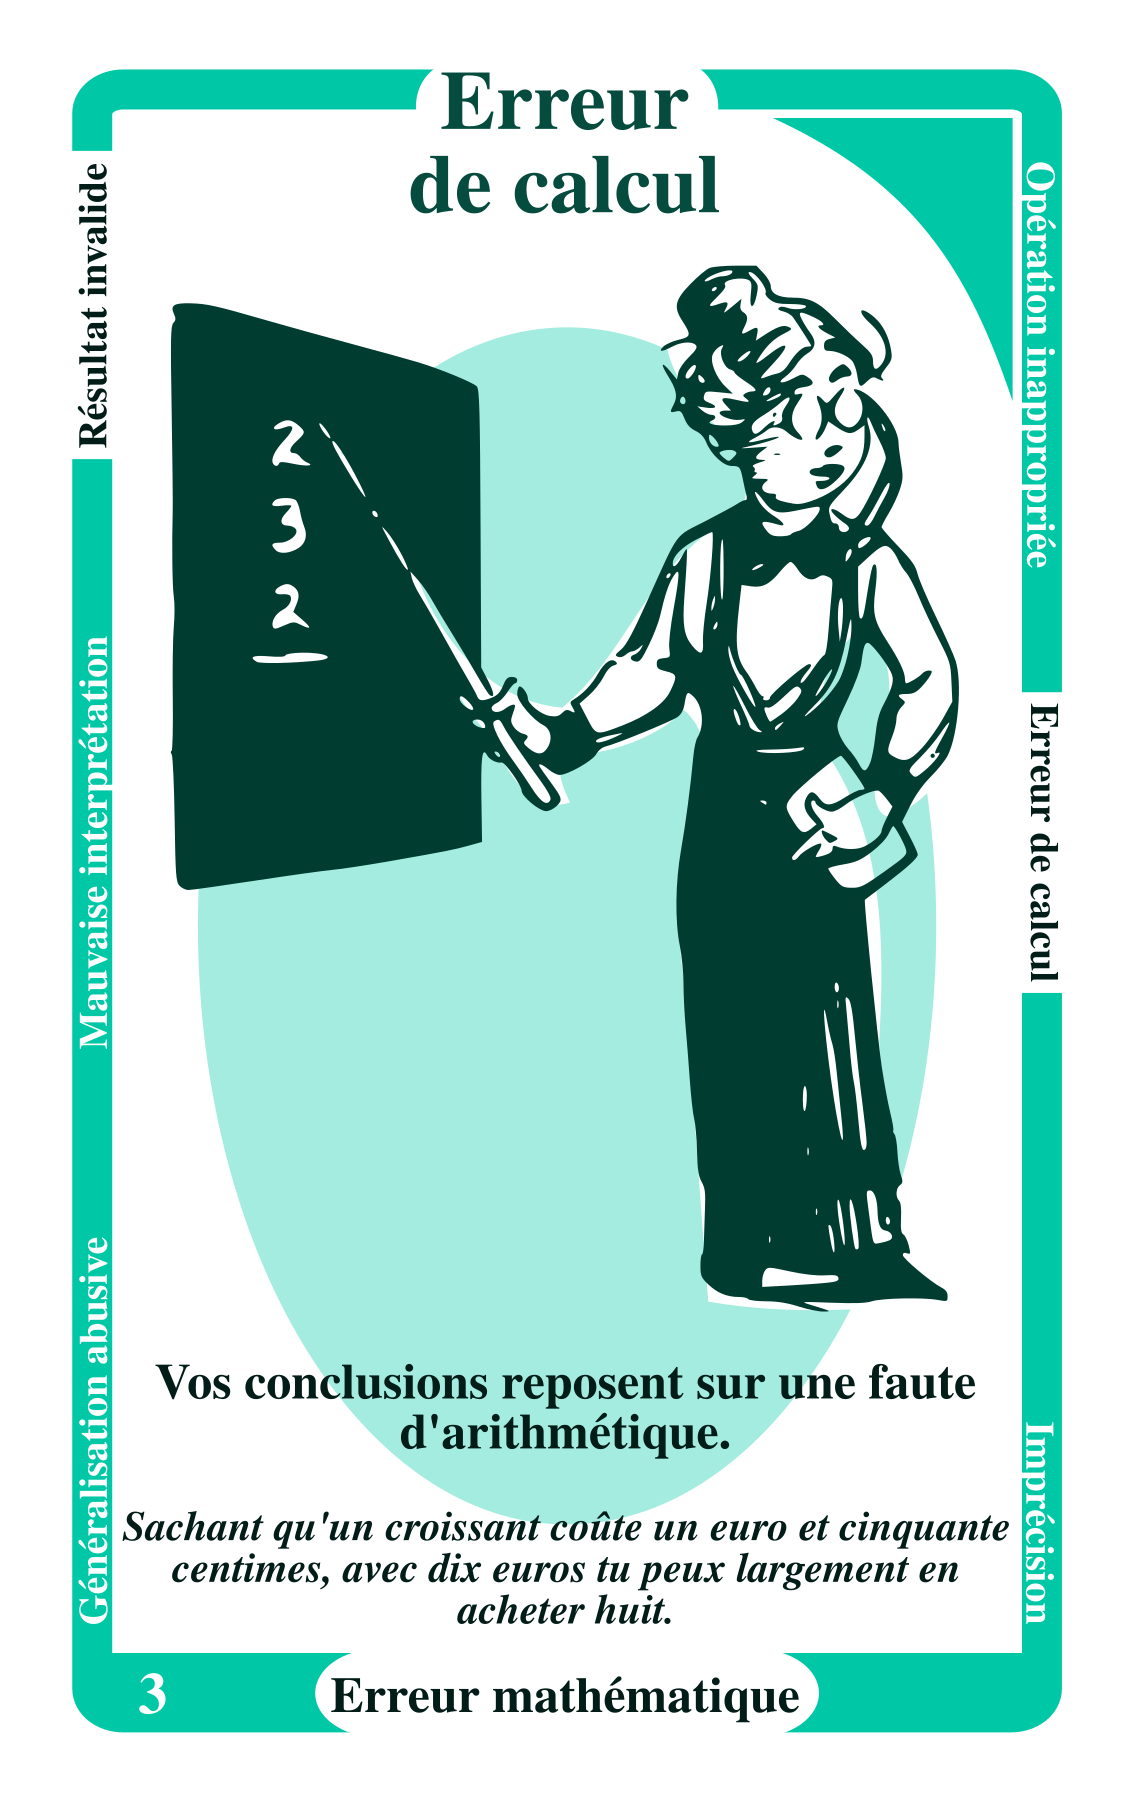 Erreur
de calcul
Résultat invalide
Mauvaise interprétation
Généralisation abusive
Opération inappropriée
Erreur de calcul
Imprécision
2
3
2
Vos conclusions reposent sur une faute
d'arithmétique.
Sachant qu'un croissant coûte un euro et cinquante
centimes, avec dix euros tu peux largement en
acheter huit.
3
Erreur mathématique